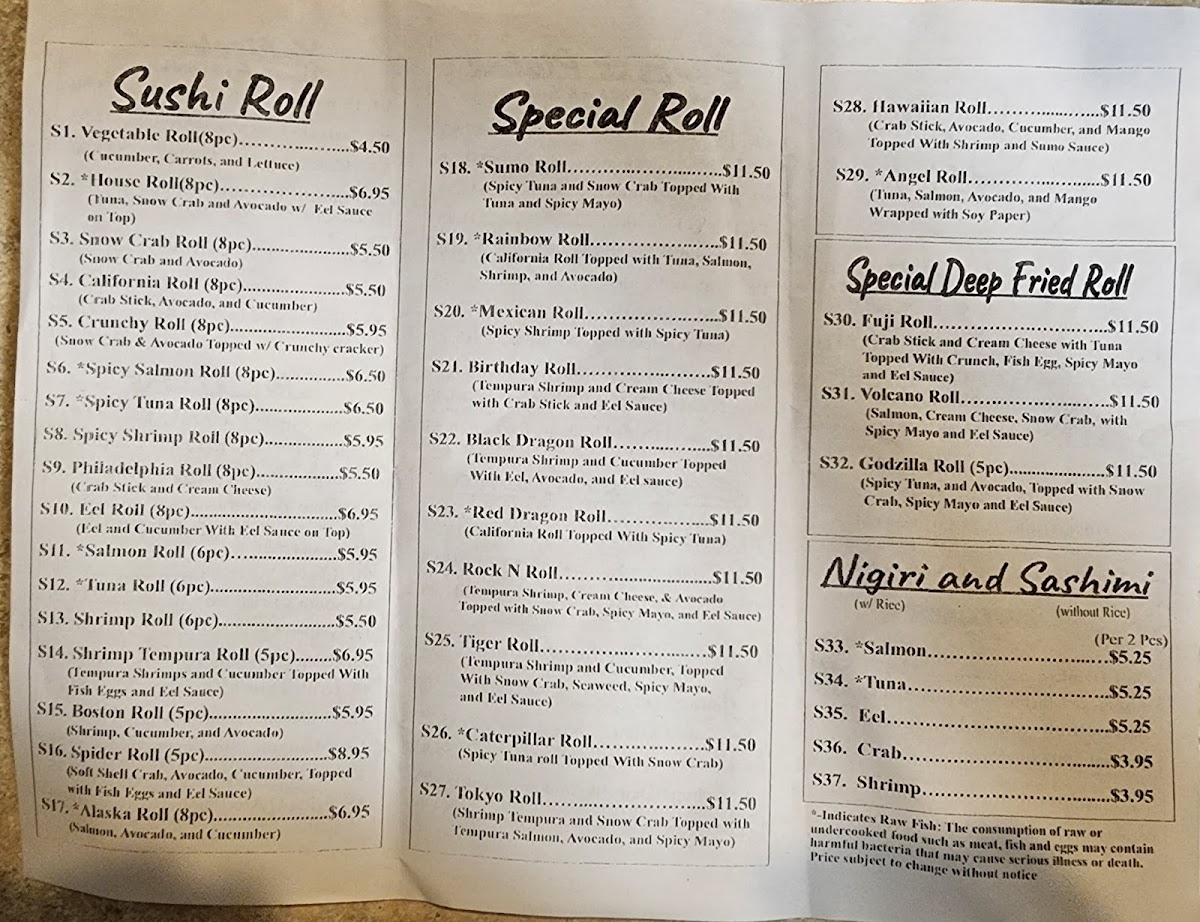 Sushi Roll
S1. Vegetable Roll(8pc)....................$4.50
(Cucumber, Carrots, and Lettuce)
S2. *House Roll(8pc).......................$6.95
(Tuna, Snow Crab and Avocado w/ Eel Sauce
on Top)
S3. Snow Crab Roll (8pc)...................$5.50
(Snow Crab and Avocado)
S4. California Roll (8pc)...................$5.50
(Crab Stick, Avocado, and Cucumber)
S5. Crunchy Roll (8pc).......................$5.95
(Snow Crab & Avocado Topped w/ Crunchy cracker)
S6. *Spicy Salmon Roll (8pc)..............$6.50
S7. *Spicy Tuna Roll (8pc).................$6.50
S8. Spicy Shrimp Roll (8pc)...............$5.95
S9. Philadelphia Roll (8pc)................$5.50
(Crab Stick and Cream Cheese)
S10. Eel Roll (8pc)............................$6.95
(Eel and Cucumber With Eel Sauce on Top)
S11. *Salmon Roll (6pc).....................$5.95
S12. *Tuna Roll (6pc)........................$5.95
S13. Shrimp Roll (6pc).......................$5.50
S14. Shrimp Tempura Roll (5pc)........$6.95
(Tempura Shrimps and Cucumber Topped With
Fish Eggs and Eel Sauce)
S15. Boston Roll (5pc)........................$5.95
(Shrimp, Cucumber, and Avocado)
S16. Spider Roll (5pc)........................$8.95
(Soft Shell Crab, Avocado, Cucumber, Topped
with Fish Eggs and Eel Sauce)
S17. *Alaska Roll (8pc)......................$6.95
(Salmon, Avocado, and Cucumber)
Special Roll
S18. *Sumo Roll...........................$11.50
(Spicy Tuna and Snow Crab Topped With
Tuna and Spicy Mayo)
S19. *Rainbow Roll.......................$11.50
(California Roll Topped with Tuna, Salmon,
Shrimp, and Avocado)
S20. *Mexican Roll........................$11.50
(Spicy Shrimp Topped with Spicy Tuna)
S21. Birthday Roll.........................$11.50
(Tempura Shrimp and Cream Cheese Topped
with Crab Stick and Eel Sauce)
S22. Black Dragon Roll...................$11.50
(Tempura Shrimp and Cucumber Topped
With Eel, Avocado, and Eel sauce)
S23. *Red Dragon Roll...................$11.50
(California Roll Topped With Spicy Tuna)
S24. Rock N Roll...........................$11.50
(Tempura Shrimp, Cream Cheese, & Avocado
Topped with Snow Crab, Spicy Mayo, and Eel Sauce)
S25. Tiger Roll..............................$11.50
(Tempura Shrimp and Cucumber, Topped
With Snow Crab, Seaweed, Spicy Mayo,
and Eel Sauce)
S26. *Caterpillar Roll.....................$11.50
(Spicy Tuna roll Topped With Snow Crab)
S27. Tokyo Roll.............................$11.50
(Shrimp Tempura and Snow Crab Topped with
Tempura Salmon, Avocado, and Spicy Mayo)
S28. Hawaiian Roll......................$11.50
(Crab Stick, Avocado, Cucumber, and Mango
Topped With Shrimp and Sumo Sauce)
S29. *Angel Roll..........................$11.50
(Tuna, Salmon, Avocado, and Mango
Wrapped with Soy Paper)
Special Deep Fried Roll
S30. Fuji Roll...............................$11.50
(Crab Stick and Cream Cheese with Tuna
Topped With Crunch, Fish Egg, Spicy Mayo
and Eel Sauce)
S31. Volcano Roll..........................$11.50
(Salmon, Cream Cheese, Snow Crab, with
Spicy Mayo and Eel Sauce)
S32. Godzilla Roll (5pc)..................$11.50
(Spicy Tuna, and Avocado, Topped with Snow
Crab, Spicy Mayo and Eel Sauce)
Nigiri and Sashimi
(w/ Rice) (without Rice)
(Per 2 Pcs)
S33. *Salmon................................$5.25
S34. *Tuna...................................$5.25
S35. Eel.......................................$5.25
S36. Crab.....................................$3.95
S37. Shrimp..................................$3.95
*-Indicates Raw Fish: The consumption of raw or
undercooked food such as meat, fish and eggs may contain
harmful bacteria that may cause serious illness or death.
Price subject to change without notice